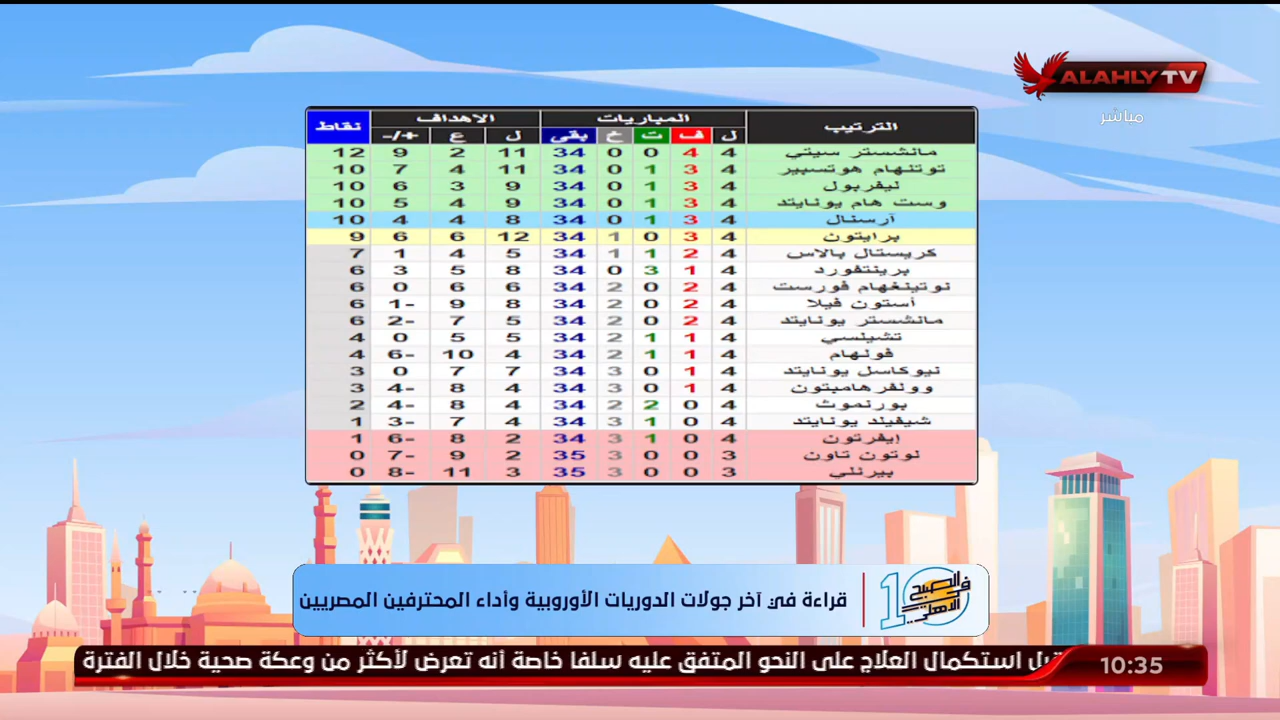 ALAHLY TV
مباشر
الترتيب المباريات الاهداف نقاط
ل ف ت خ بقى ل ع +/-
مانشستر سيتي 4 4 0 0 34 11 2 9 12
توتنهام هوتسبير 4 3 1 0 34 11 4 7 10
ليفربول 4 3 1 0 34 9 3 6 10
وست هام يونايتد 4 3 1 0 34 9 4 5 10
آرسنال 4 3 1 0 34 8 4 4 10
برايتون 4 3 0 1 34 12 6 6 9
كريستال بالاس 4 2 1 1 34 5 4 1 7
برينتفورد 4 1 3 0 34 8 5 3 6
نوتينغهام فورست 4 2 0 2 34 6 6 0 6
أستون فيلا 4 2 0 2 34 8 9 1- 6
مانشستر يونايتد 4 2 0 2 34 5 7 2- 6
تشيلسي 4 1 1 2 34 5 5 0 4
فولهام 4 1 1 2 34 4 10 6- 4
نيوكاسل يونايتد 4 1 0 3 34 7 7 0 3
وولفرهامبتون 4 1 0 3 34 4 8 4- 3
بورنموث 4 0 2 2 34 4 8 4- 2
شيفيلد يونايتد 4 0 1 3 34 4 7 3- 1
إيفرتون 4 0 1 3 34 2 8 6- 1
لوتون تاون 3 0 0 3 35 2 9 7- 0
بيرنلي 3 0 0 3 35 3 11 8- 0
10 الصبح في الأهلي
قراءة في آخر جولات الدوريات الأوروبية وأداء المحترفين المصريين
10:35 قبل استكمال العلاج على النحو المتفق عليه سلفا خاصة أنه تعرض لأكثر من وعكة صحية خلال الفترة